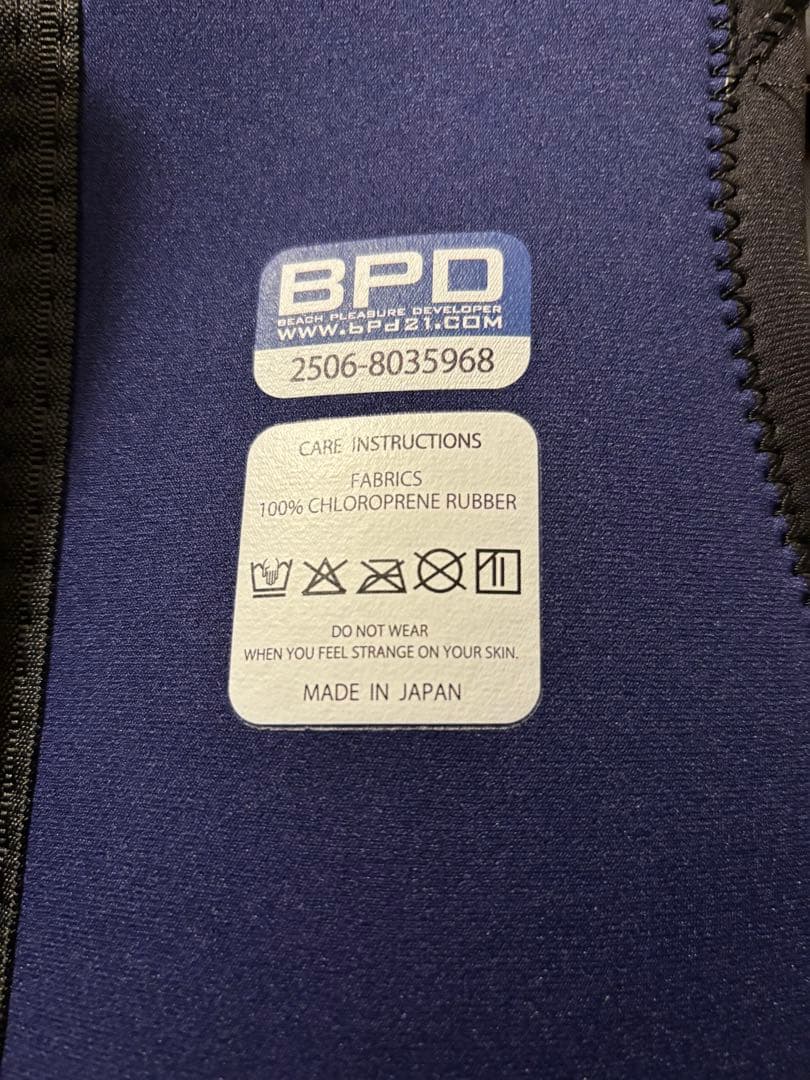 BPD
BEACH PLEASURE DEVELOPER
WWW.bPd21.COM
2506-8035968
CARE INSTRUCTIONS
FABRICS
100% CHLOROPRENE RUBBER
DO NOT WEAR
WHEN YOU FEEL STRANGE ON YOUR SKIN.
MADE IN JAPAN